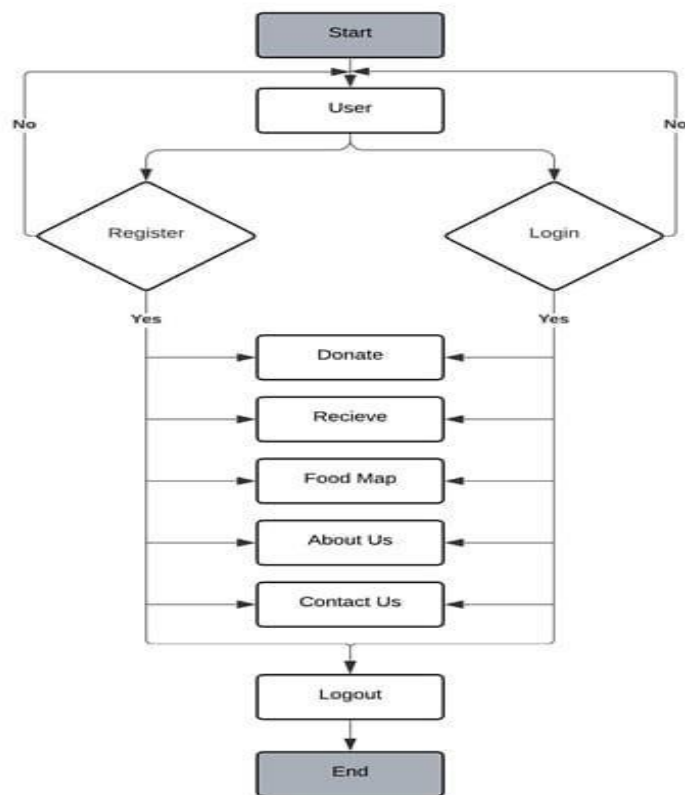 Start
User
No
No
Register
Login
Yes
Yes
Donate
Recieve
Food Map
About Us
Contact Us
Logout
End